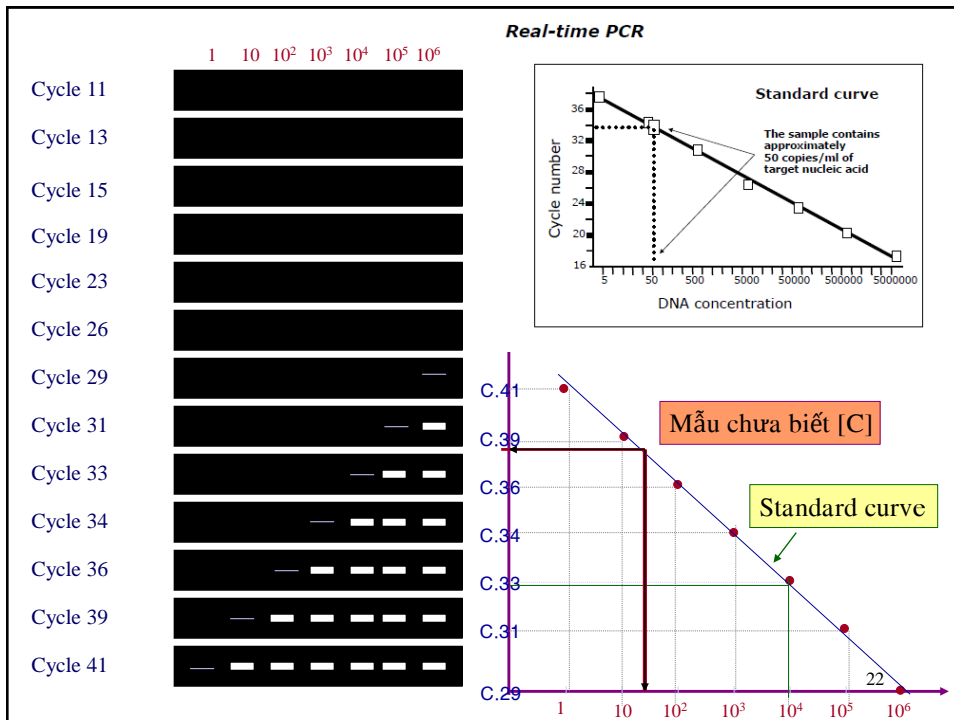 Real-time PCR
1 10 10² 10³ 10⁴ 10⁵ 10⁶
Cycle 11
Cycle 13
Cycle 15
Cycle 19
Cycle 23
Cycle 26
Cycle 29
Cycle 31
Cycle 33
Cycle 34
Cycle 36
Cycle 39
Cycle 41
Standard curve
The sample contains
approximately
50 copies/ml of
target nucleic acid
Cycle number
36
32
28
24
20
16
5 50 500 5000 50000 500000 5000000
DNA concentration
C.41
C.39
C.36
C.34
C.33
C.31
C.29
Mẫu chưa biết [C]
Standard curve
22
1 10 10² 10³ 10⁴ 10⁵ 10⁶